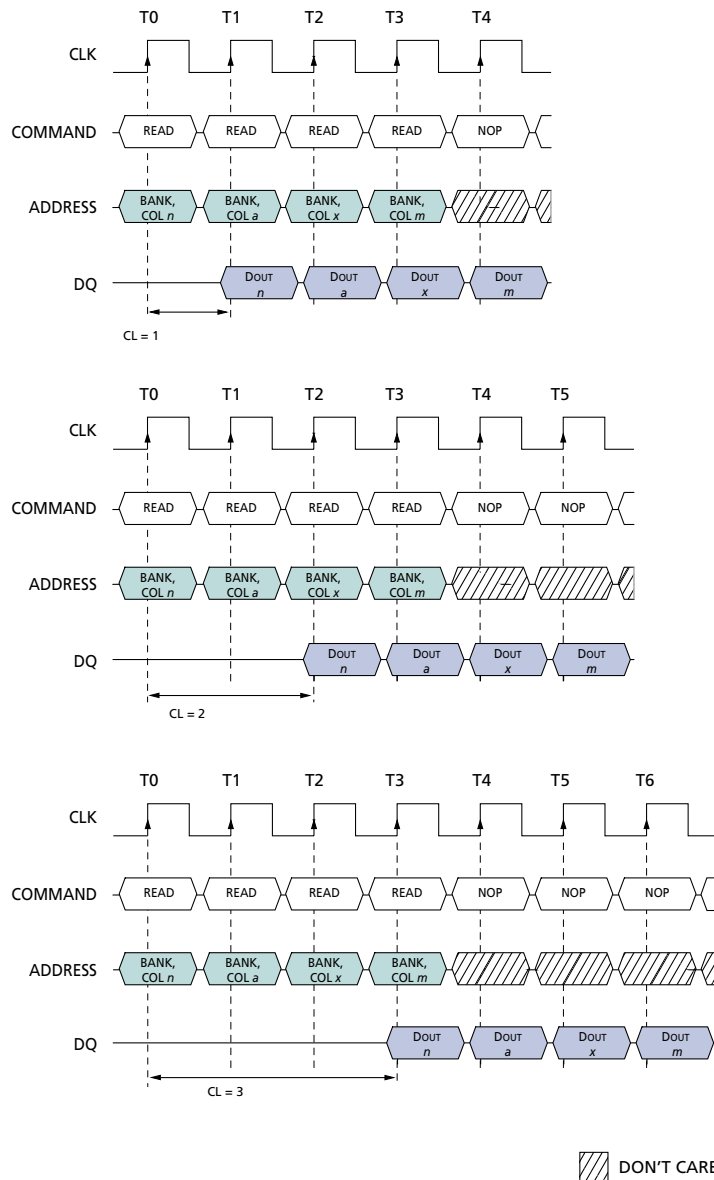 T0 T1 T2 T3 T4
CLK
COMMAND READ READ READ READ NOP
ADDRESS BANK, BANK, BANK, BANK,
COL n COL a COL x COL m
DQ DOUT DOUT DOUT DOUT
n a x m
CL = 1
T0 T1 T2 T3 T4 T5
CLK
COMMAND READ READ READ READ NOP NOP
ADDRESS BANK, BANK, BANK, BANK,
COL n COL a COL x COL m
DQ DOUT DOUT DOUT DOUT
n a x m
CL = 2
T0 T1 T2 T3 T4 T5 T6
CLK
COMMAND READ READ READ READ NOP NOP NOP
ADDRESS BANK, BANK, BANK, BANK,
COL n COL a COL x COL m
DQ DOUT DOUT DOUT DOUT
n a x m
CL = 3
DON'T CARE